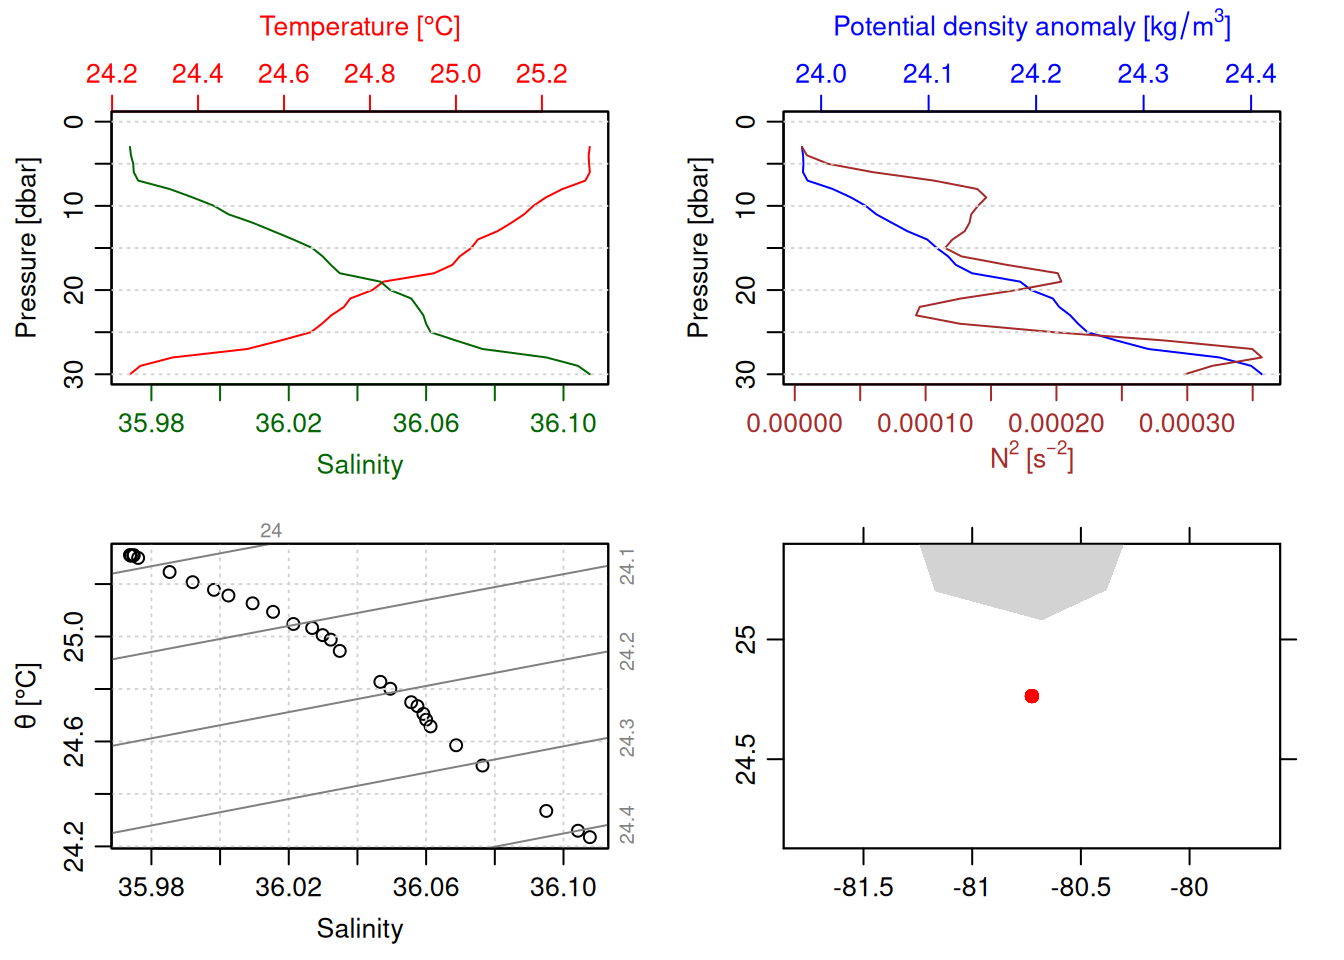 Temperature [°C]
24.2 24.4 24.6 24.8 25.0 25.2
Pressure [dbar]
0
10
20
30
35.98 36.02 36.06 36.10
Salinity
Potential density anomaly [kg/m³]
24.0 24.1 24.2 24.3 24.4
Pressure [dbar]
0
10
20
30
0.00000 0.00010 0.00020 0.00030
N² [s⁻²]
24
24.1
24.2
24.3
24.4
θ [°C]
25.0
24.6
24.2
35.98 36.02 36.06 36.10
Salinity
25
24.5
-81.5 -81 -80.5 -80